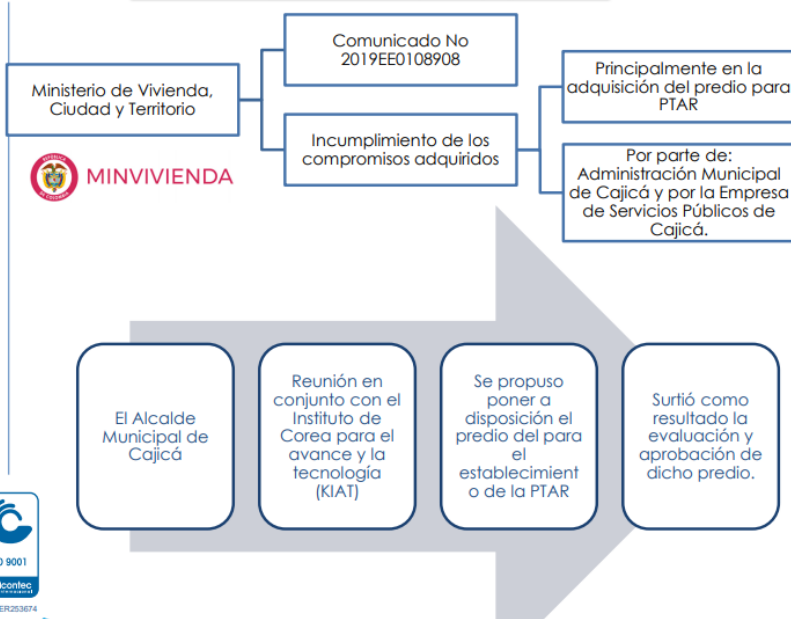 Comunicado No
2019EE0108908
Ministerio de Vivienda,
Ciudad y Territorio
Incumplimiento de los
compromisos adquiridos
Principalmente en la
adquisición del predio para
PTAR
Por parte de:
Administración Municipal
de Cajicá y por la Empresa
de Servicios Públicos de
Cajicá.
MINVIVIENDA
El Alcalde
Municipal de
Cajicá
Reunión en
conjunto con el
Instituto de
Corea para el
avance y la
tecnología
(KIAT)
Se propuso
poner a
disposición el
predio del para
el
establecimient
o de la PTAR
Surtió como
resultado la
evaluación y
aprobación de
dicho predio.
9001
icontec
ER253674